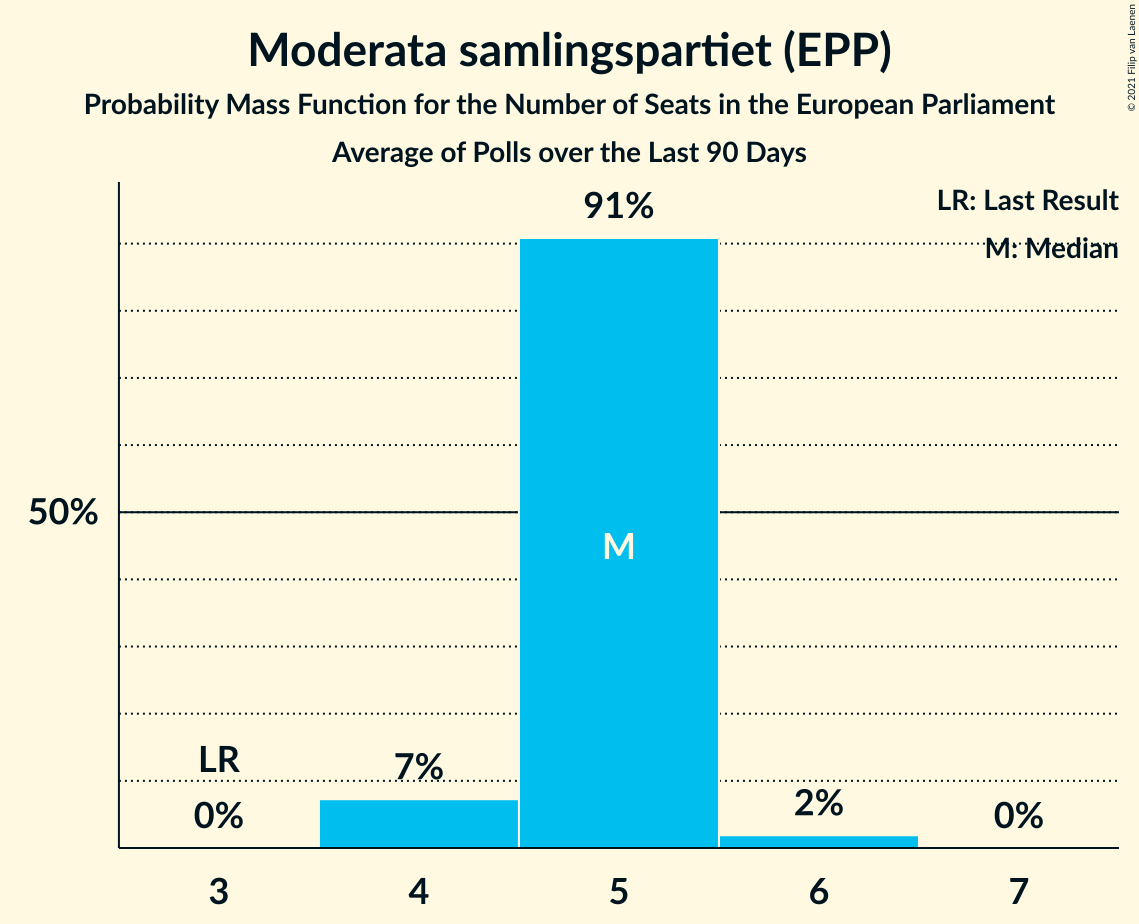 Moderata samlingspartiet (EPP)
Probability Mass Function for the Number of Seats in the European Parliament
Average of Polls over the Last 90 Days
© 2021 Filip van Laenen
LR: Last Result
M: Median
91%
50%
M
LR
0%
7%
2%
0%
3
4
5
6
7